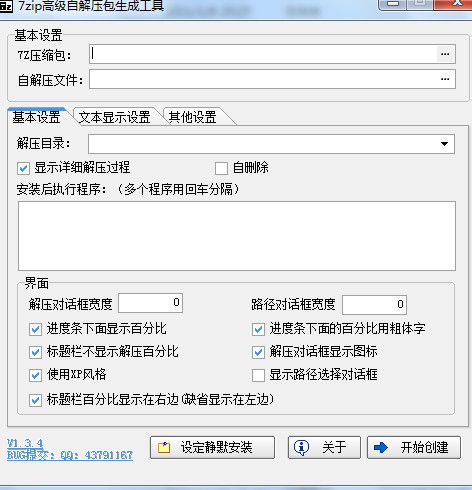 7zip高级自解压包生成工具
基本设置
7Z压缩包：
自解压文件：
基本设置 文本显示设置 其他设置
解压目录：
显示详细解压过程 自删除
安装后执行程序：（多个程序用回车分隔）
界面
解压对话框宽度 0 路径对话框宽度 0
进度条下面显示百分比 进度条下面的百分比用粗体字
标题栏不显示解压百分比 解压对话框显示图标
使用XP风格 显示路径选择对话框
标题栏百分比显示在右边(缺省显示在左边)
V1.3.4
BUG提交：QQ：43791167
设定静默安装 关于 开始创建